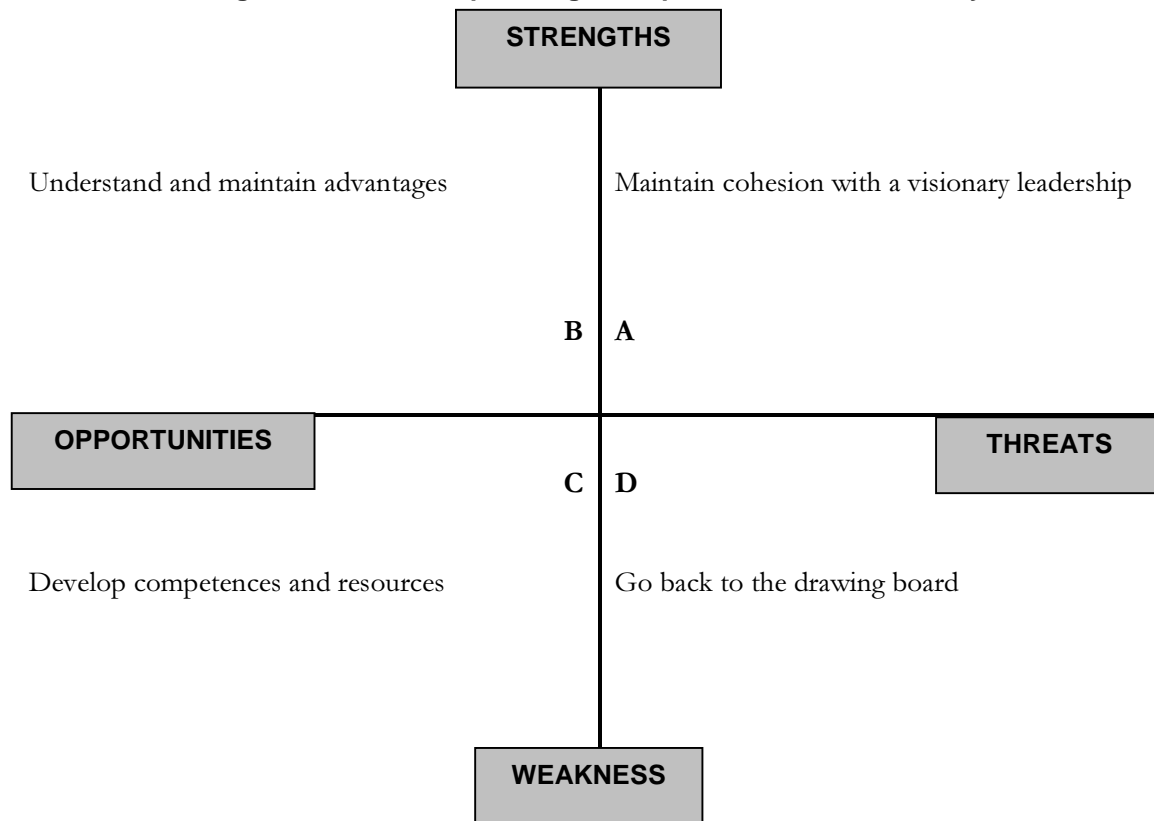 STRENGTHS
Understand and maintain advantages
Maintain cohesion with a visionary leadership
B A
OPPORTUNITIES
THREATS
C D
Develop competences and resources
Go back to the drawing board
WEAKNESS